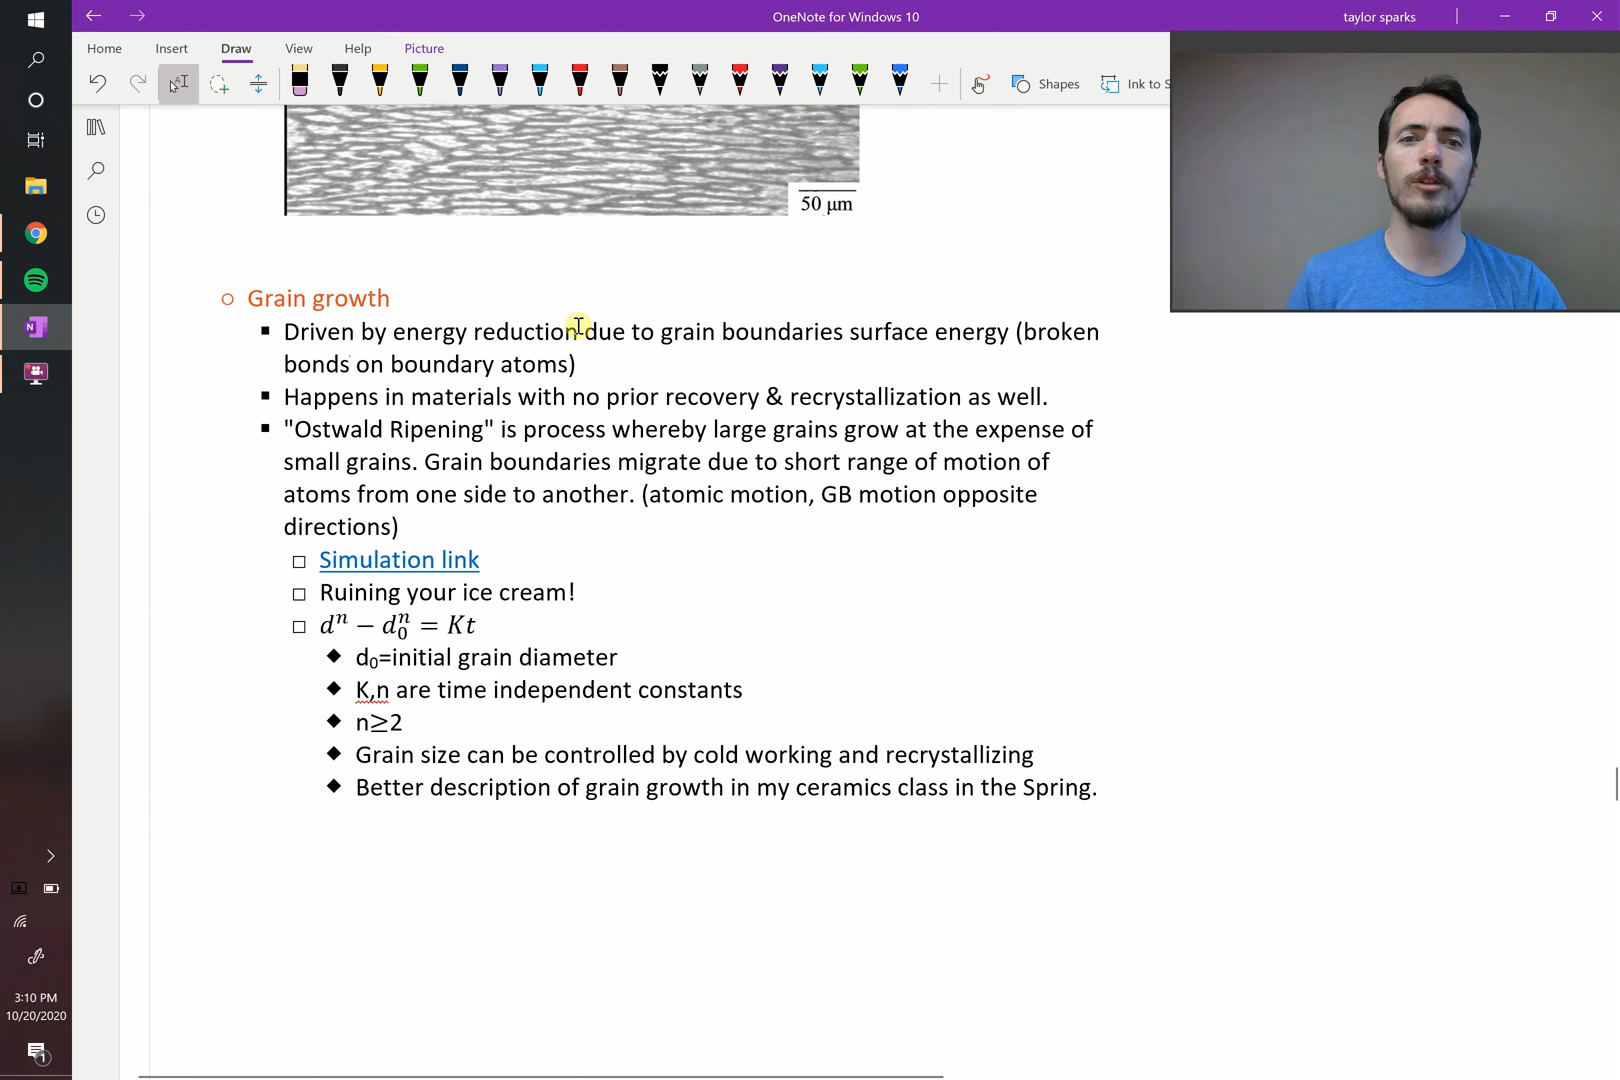 OneNote for Windows 10
taylor sparks
Home Insert Draw View Help Picture
Shapes Ink to S
50 µm
Grain growth
Driven by energy reduction due to grain boundaries surface energy (broken
bonds on boundary atoms)
Happens in materials with no prior recovery & recrystallization as well.
"Ostwald Ripening" is process whereby large grains grow at the expense of
small grains. Grain boundaries migrate due to short range of motion of
atoms from one side to another. (atomic motion, GB motion opposite
directions)
Simulation link
Ruining your ice cream!
dⁿ − d₀ⁿ = Kt
d₀=initial grain diameter
K,n are time independent constants
n≥2
Grain size can be controlled by cold working and recrystallizing
Better description of grain growth in my ceramics class in the Spring.
3:10 PM
10/20/2020
1